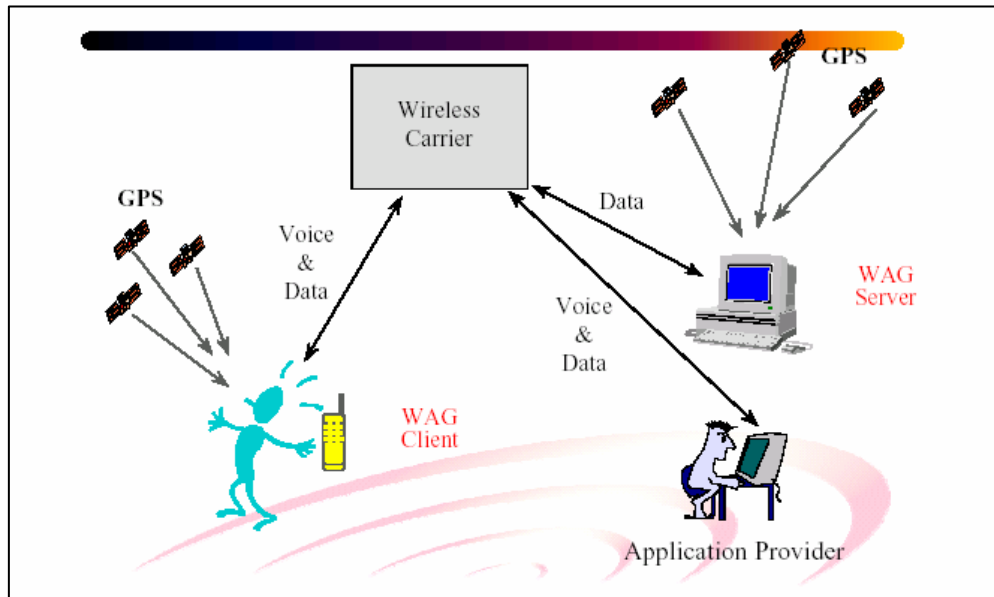 GPS
Wireless
Carrier
GPS
Data
Voice
&
Data
WAG
Server
Voice
&
Data
WAG
Client
Application Provider